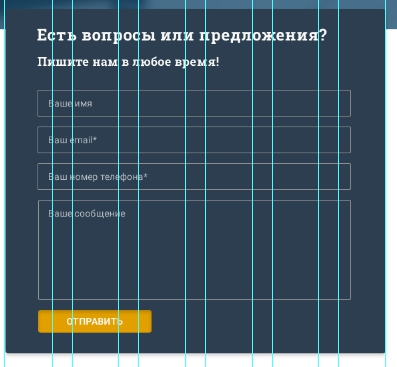 Есть вопросы или предложения?
Пишите нам в любое время!
Ваше имя
Ваш email*
Ваш номер телефона*
Ваше сообщение
ОТПРАВИТЬ